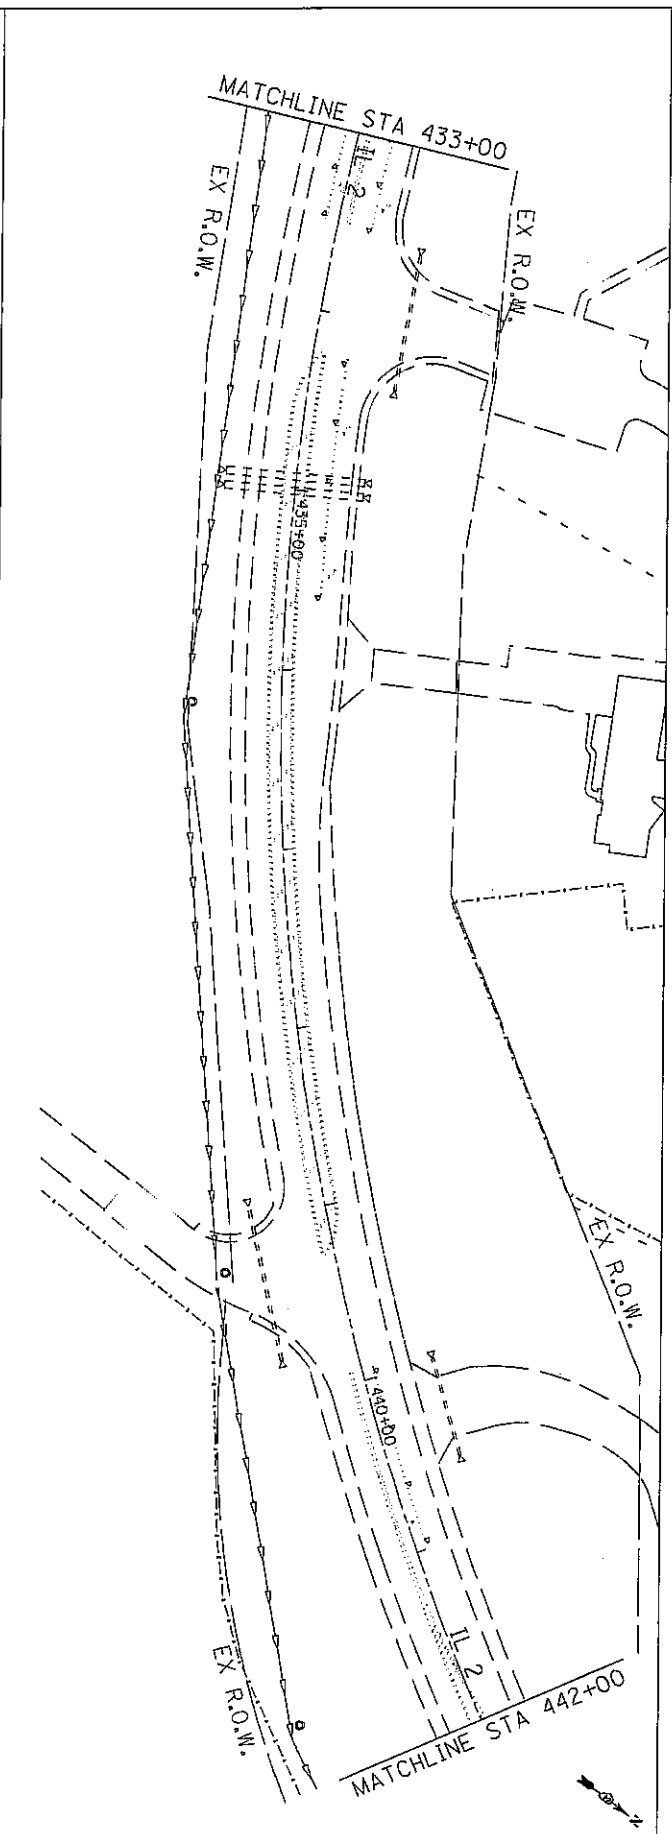 MATCHLINE STA 433+00
IL 2
EX R.O.W.
EX R.O.W.
435+00
EX R.O.W.
440+00
IL 2
EX R.O.W.
MATCHLINE STA 442+00
N